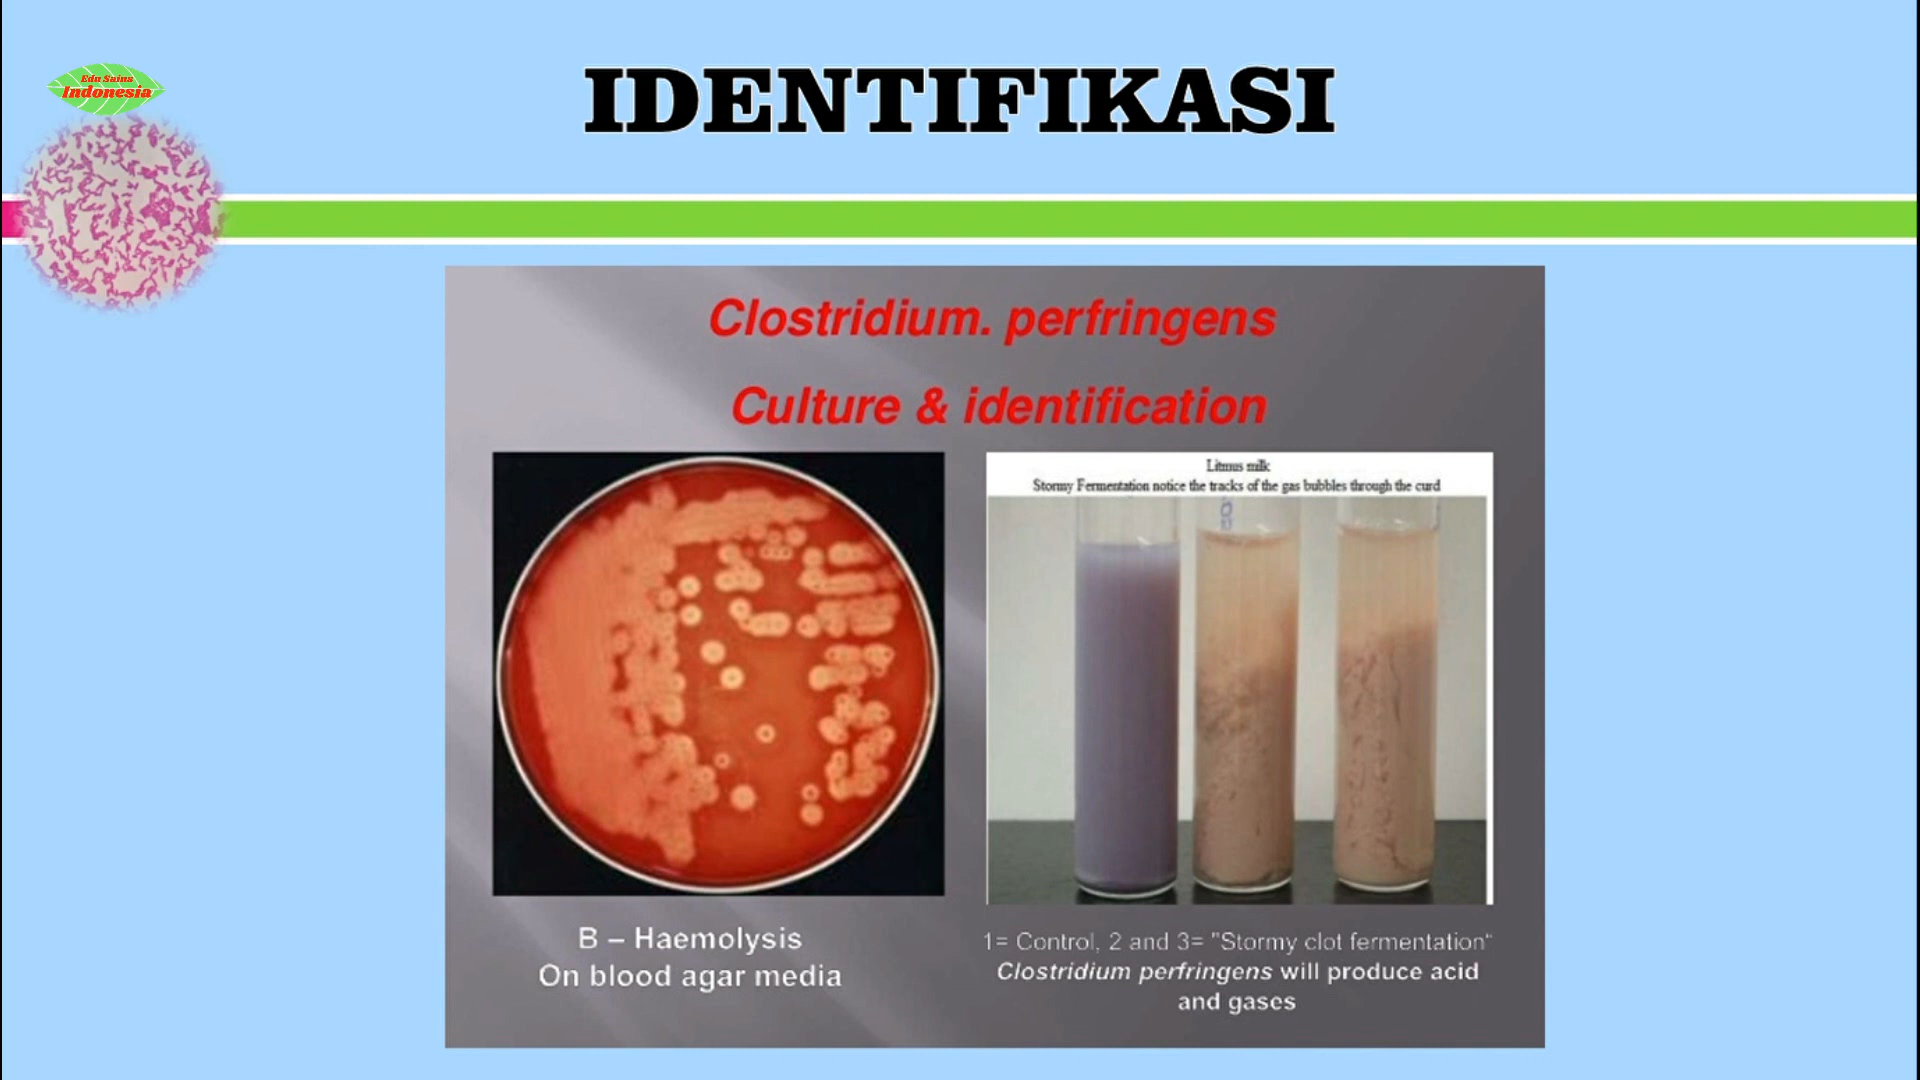 Edu Sains
Indonesia
IDENTIFIKASI
Clostridium. perfringens
Culture & identification
Litmus milk
Stormy Fermentation notice the tracks of the gas bubbles through the curd
B – Haemolysis
On blood agar media
1= Control, 2 and 3= "Stormy clot fermentation"
Clostridium perfringens will produce acid
and gases